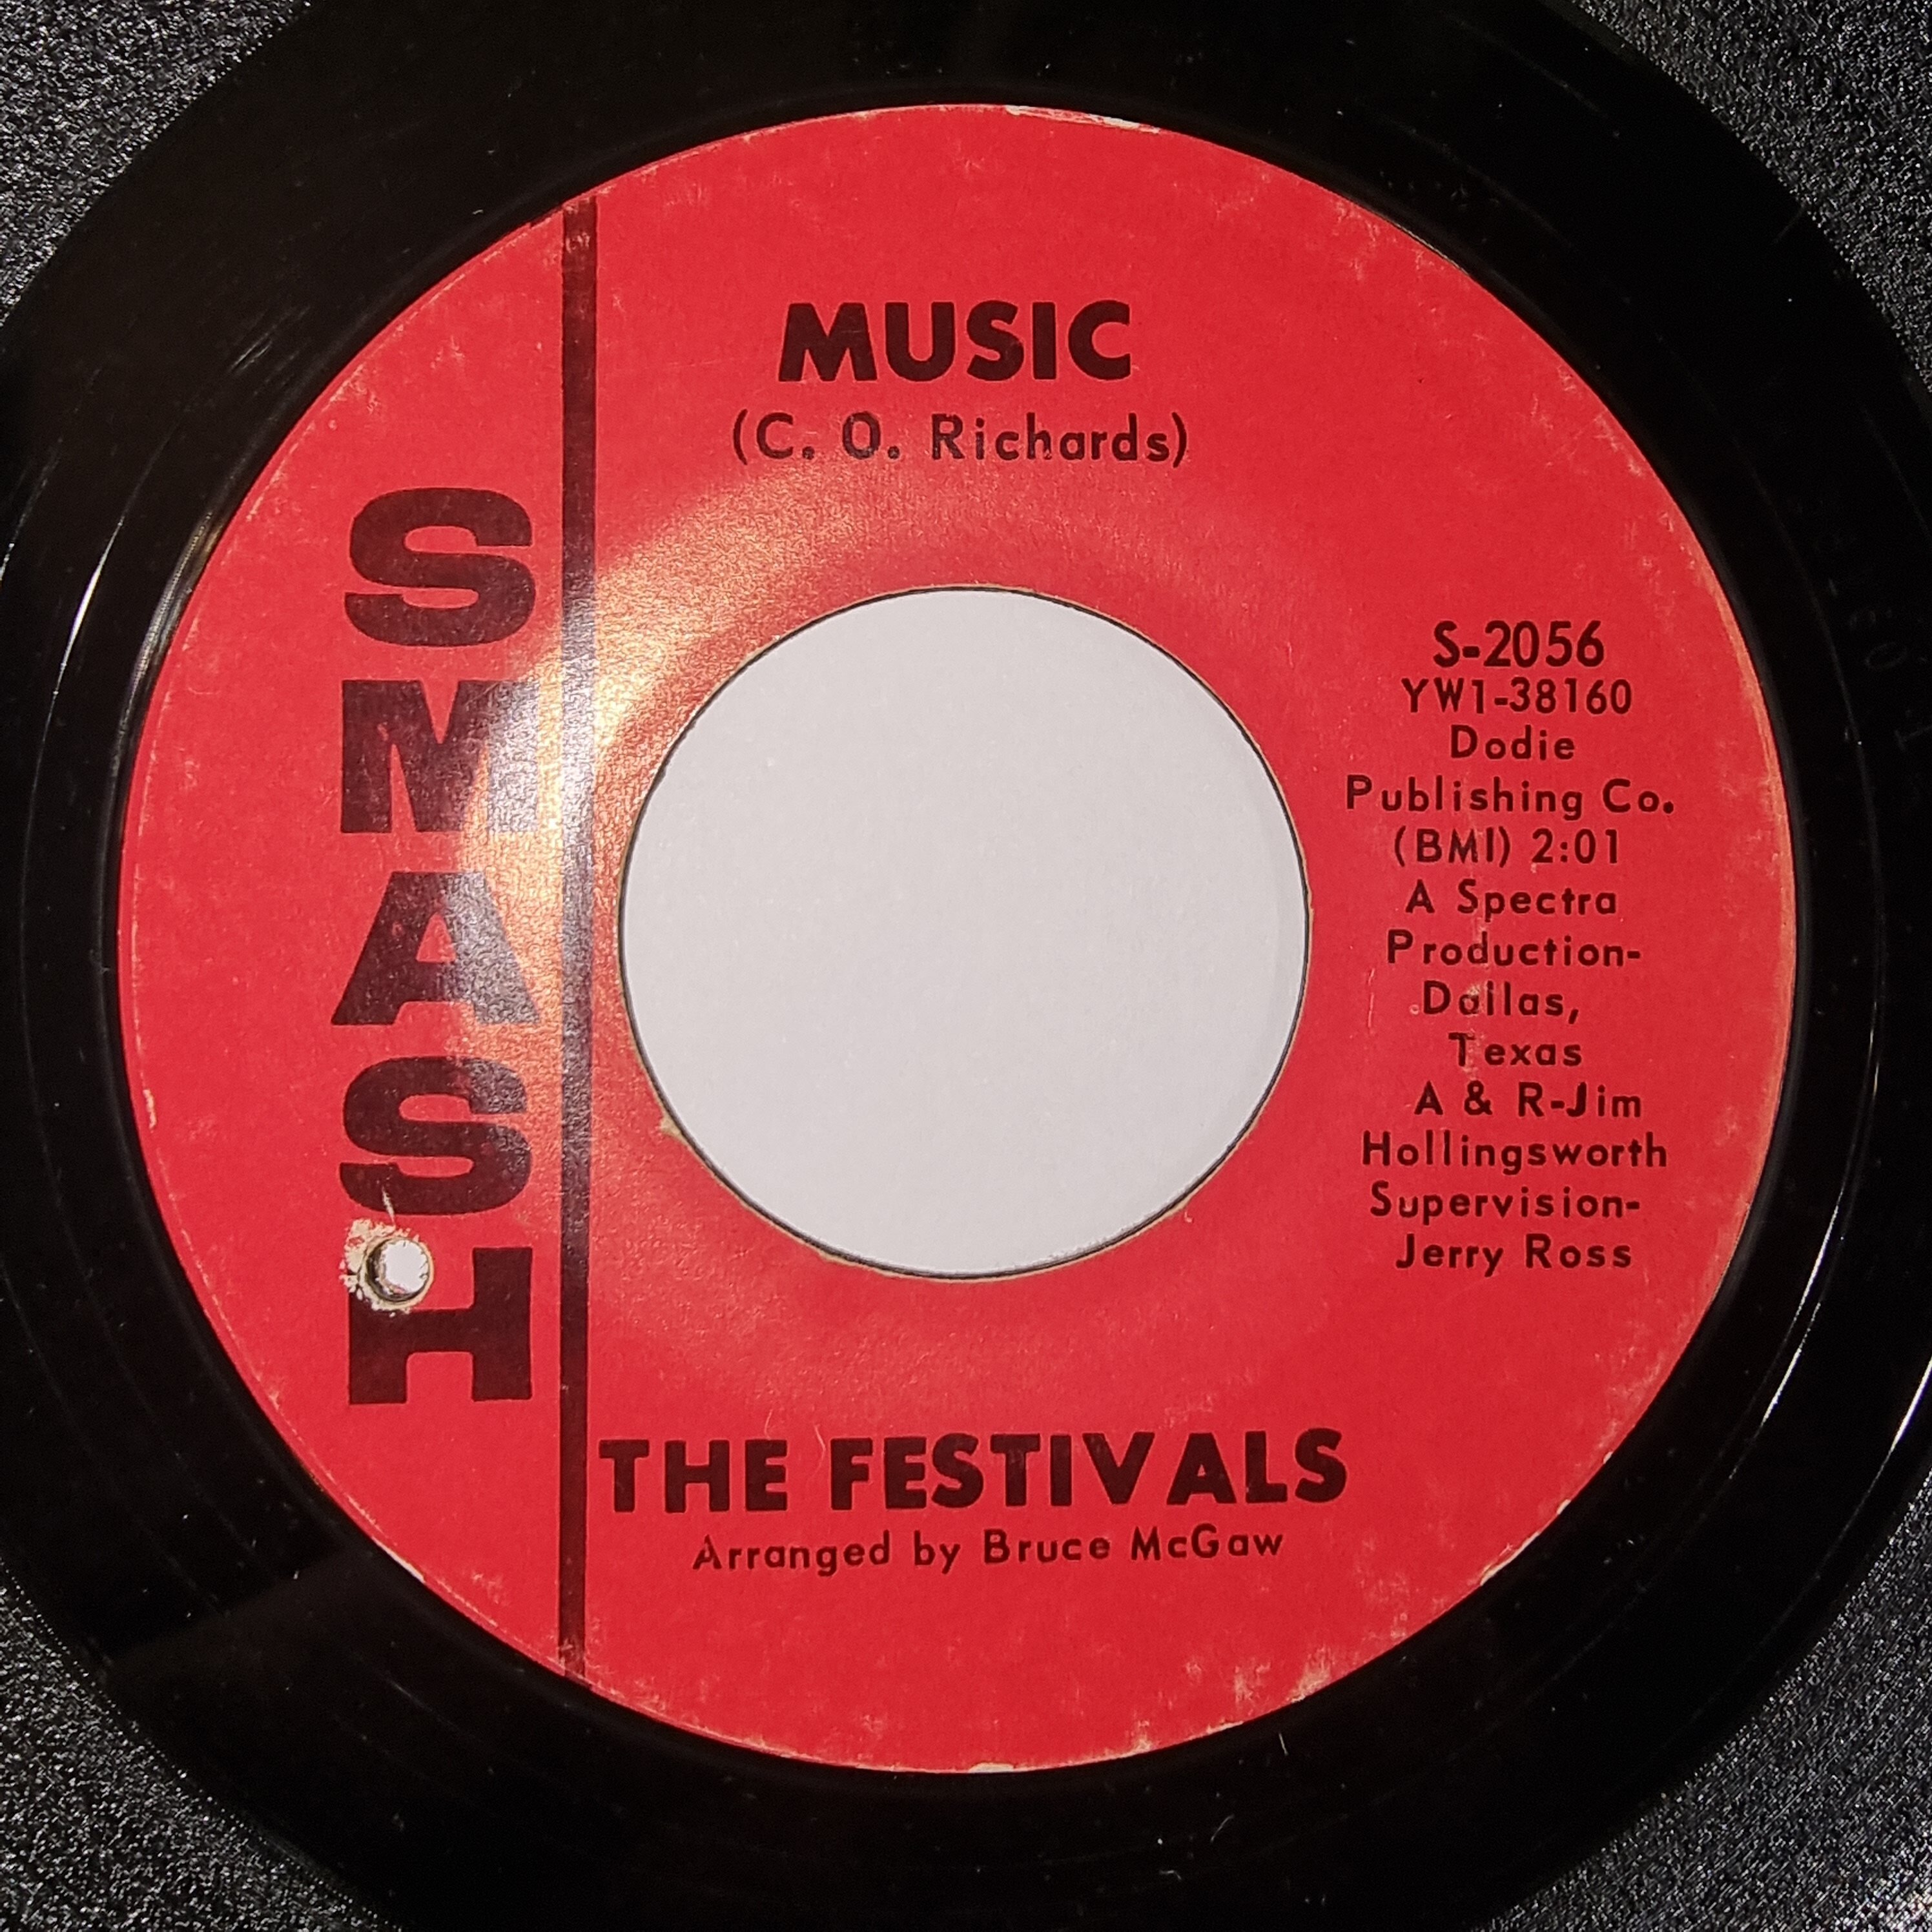 MUSIC
(C. O. Richards)
SMASH
S-2056
YW1-38160
Dodie
Publishing Co.
(BMI) 2:01
A Spectra
Production-
Dallas,
Texas
A & R-Jim
Hollingsworth
Supervision-
Jerry Ross
THE FESTIVALS
Arranged by Bruce McGaw